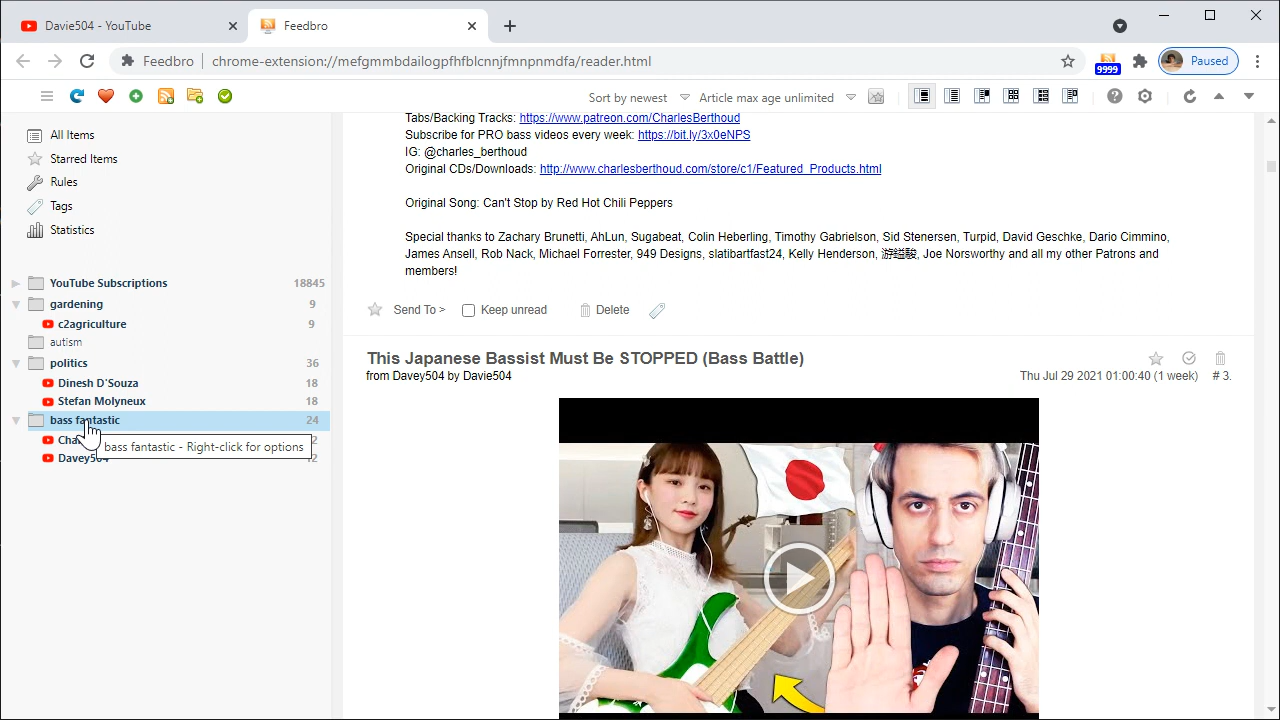 Davie504 - YouTube
Feedbro
Feedbro
chrome-extension://mefgmmbdailogpfhfblcnnjfmnpnmdfa/reader.html
9999
Paused
Sort by newest
Article max age unlimited
All Items
Starred Items
Rules
Tags
Statistics
YouTube Subscriptions 18845
gardening 9
c2agriculture 9
autism
politics 36
Dinesh D'Souza 18
Stefan Molyneux 18
bass fantastic 24
bass fantastic - Right-click for options
Tabs/Backing Tracks: https://www.patreon.com/CharlesBerthoud
Subscribe for PRO bass videos every week: https://bit.ly/3x0eNPS
IG: @charles_berthoud
Original CDs/Downloads: http://www.charlesberthoud.com/store/c1/Featured_Products.html
Original Song: Can't Stop by Red Hot Chili Peppers
Special thanks to Zachary Brunetti, AhLun, Sugabeat, Colin Heberling, Timothy Gabrielson, Sid Stenersen, Turpid, David Geschke, Dario Cimmino,
James Ansell, Rob Nack, Michael Forrester, 949 Designs, slatibartfast24, Kelly Henderson, Joe Norsworthy and all my other Patrons and
members!
Send To >
Keep unread
Delete
This Japanese Bassist Must Be STOPPED (Bass Battle)
from Davey504 by Davie504
Thu Jul 29 2021 01:00:40 (1 week) # 3.